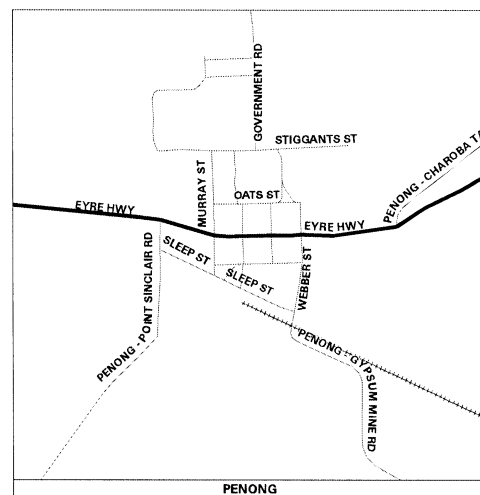 GOVERNMENT RD
STIGGANTS ST
PENONG - CHAROBA
MURRAY ST
OATS ST
EYRE HWY
EYRE HWY
PENONG - POINT SINCLAIR RD
SLEEP ST
SLEEP ST
WEBBER ST
PENONG - GYPSUM MINE RD
PENONG